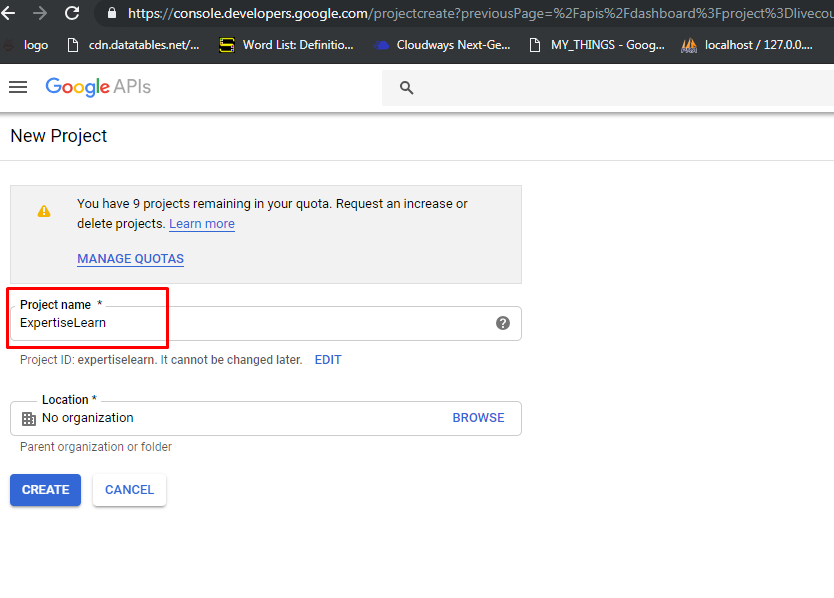 https://console.developers.google.com/projectcreate?previousPage=%2Fapis%2Fdashboard%3Fproject%3Dlivecou
logo cdn.datatables.net/... Word List: Definitio... Cloudways Next-Ge... MY_THINGS - Goog... localhost / 127.0.0....
Google APIs
New Project
You have 9 projects remaining in your quota. Request an increase or
delete projects. Learn more
MANAGE QUOTAS
Project name *
ExpertiseLearn
Project ID: expertiselearn. It cannot be changed later. EDIT
Location *
No organization BROWSE
Parent organization or folder
CREATE CANCEL